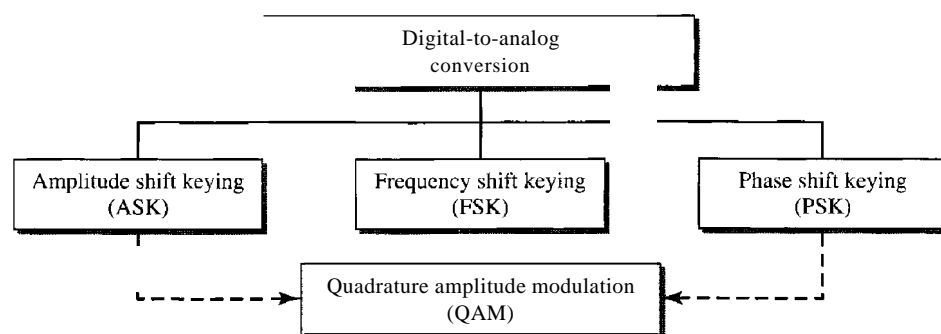 Digital-to-analog
conversion
Amplitude shift keying
(ASK)
Frequency shift keying
(FSK)
Phase shift keying
(PSK)
Quadrature amplitude modulation
(QAM)